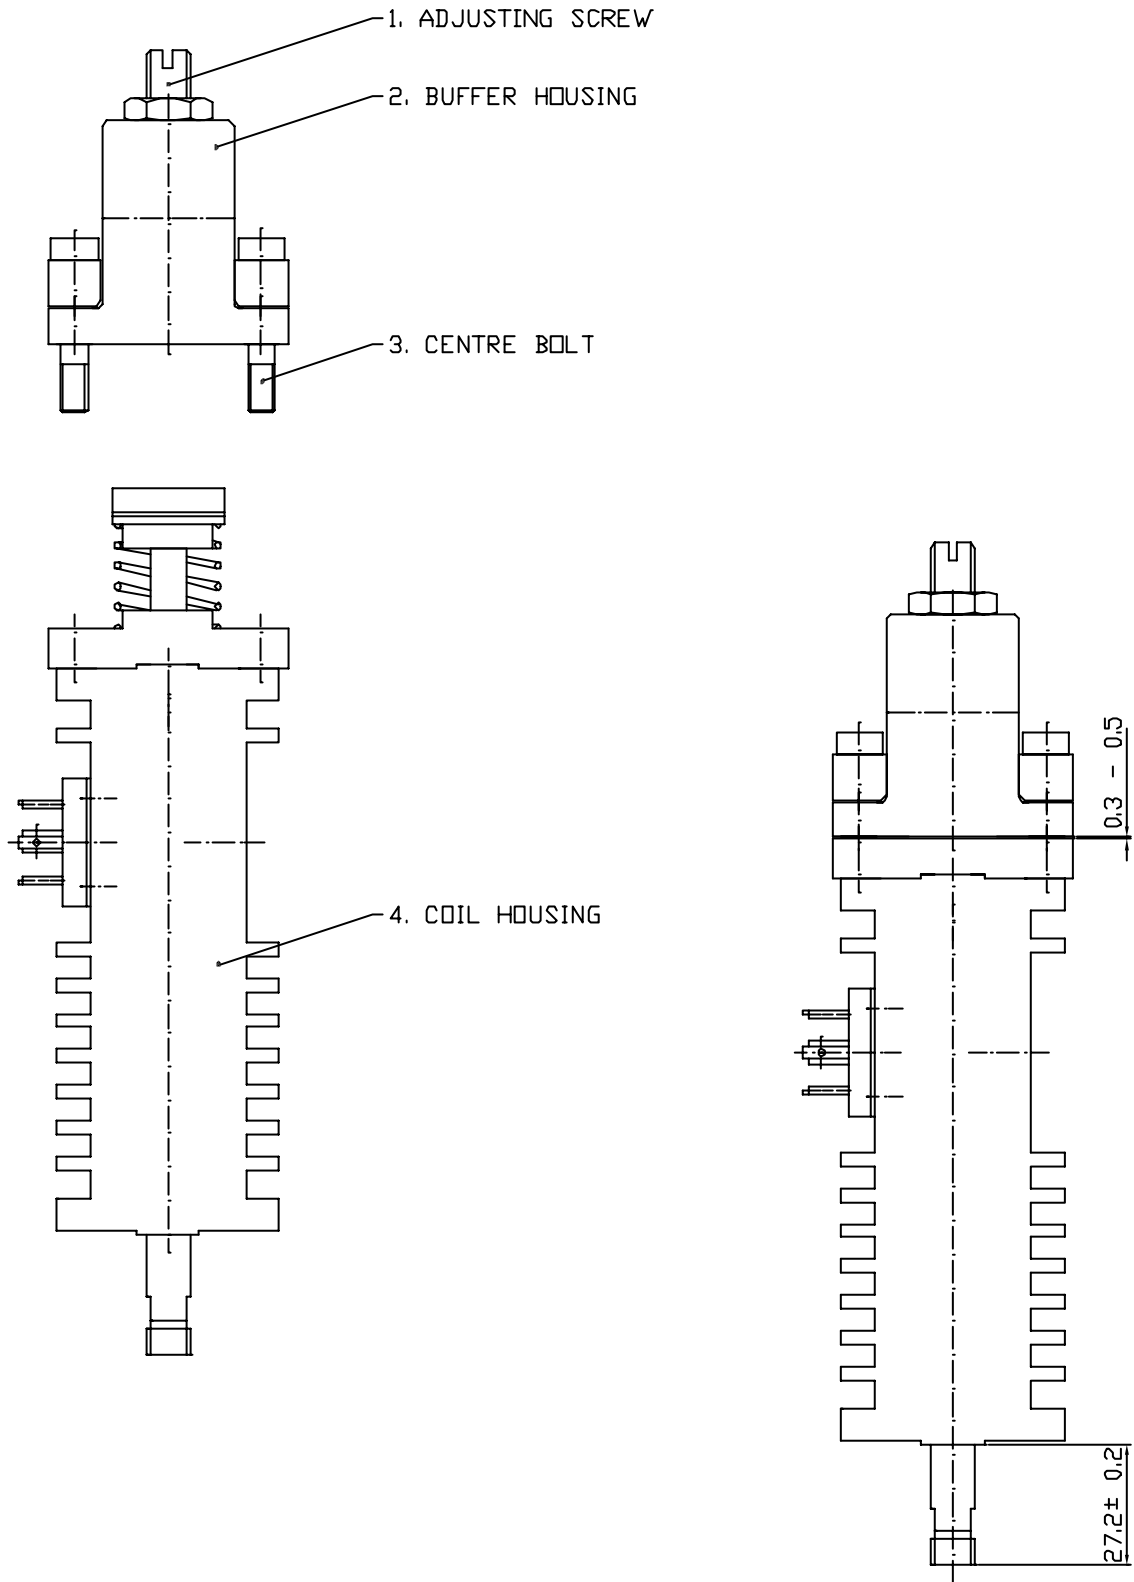 1. ADJUSTING SCREW
2. BUFFER HOUSING
3. CENTRE BOLT
4. COIL HOUSING
0.3 - 0.5
27.2± 0.2